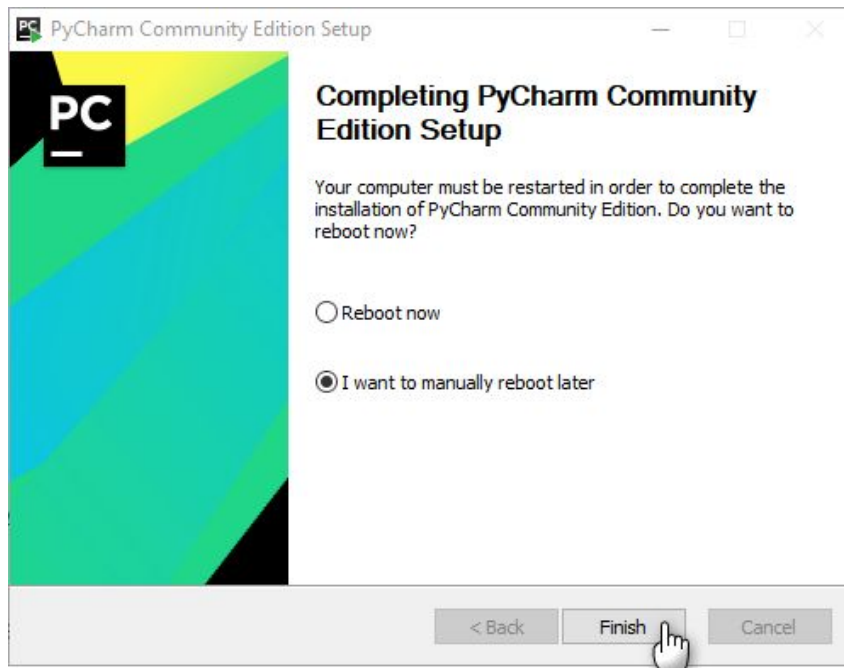 PyCharm Community Edition Setup
PC
Completing PyCharm Community
Edition Setup
Your computer must be restarted in order to complete the
installation of PyCharm Community Edition. Do you want to
reboot now?
Reboot now
I want to manually reboot later
< Back
Finish
Cancel